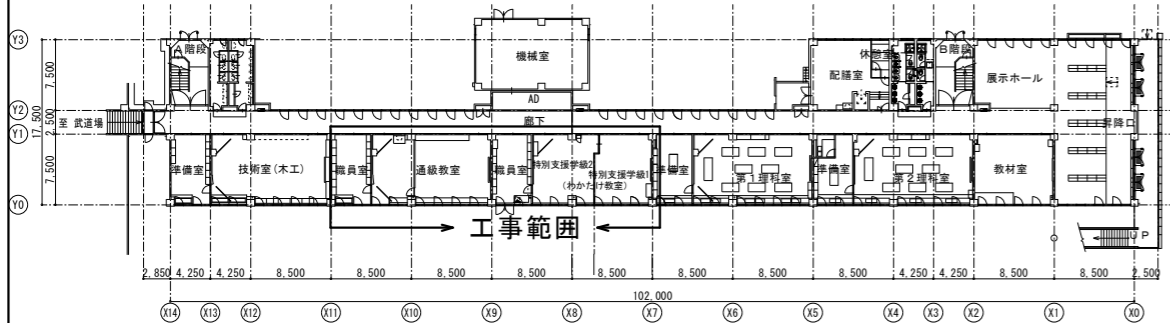 Y3
Y2
Y1
Y0
7,500
2,500
7,500
17,500
A階段
機械室
AD
休憩室
配膳室
B階段
展示ホール
至 武道場
廊下
昇降口
準備室
技術室(木工)
職員室
通級教室
職員室
特別支援学級2
特別支援学級1
(わかたけ教室)
準備室
第1理科室
準備室
第2理科室
教材室
工事範囲
UP
2,850
4,250
4,250
8,500
8,500
8,500
8,500
8,500
8,500
8,500
8,500
4,250
4,250
8,500
8,500
2,500
102,000
X14
X13
X12
X11
X10
X9
X8
X7
X6
X5
X4
X3
X2
X1
X0